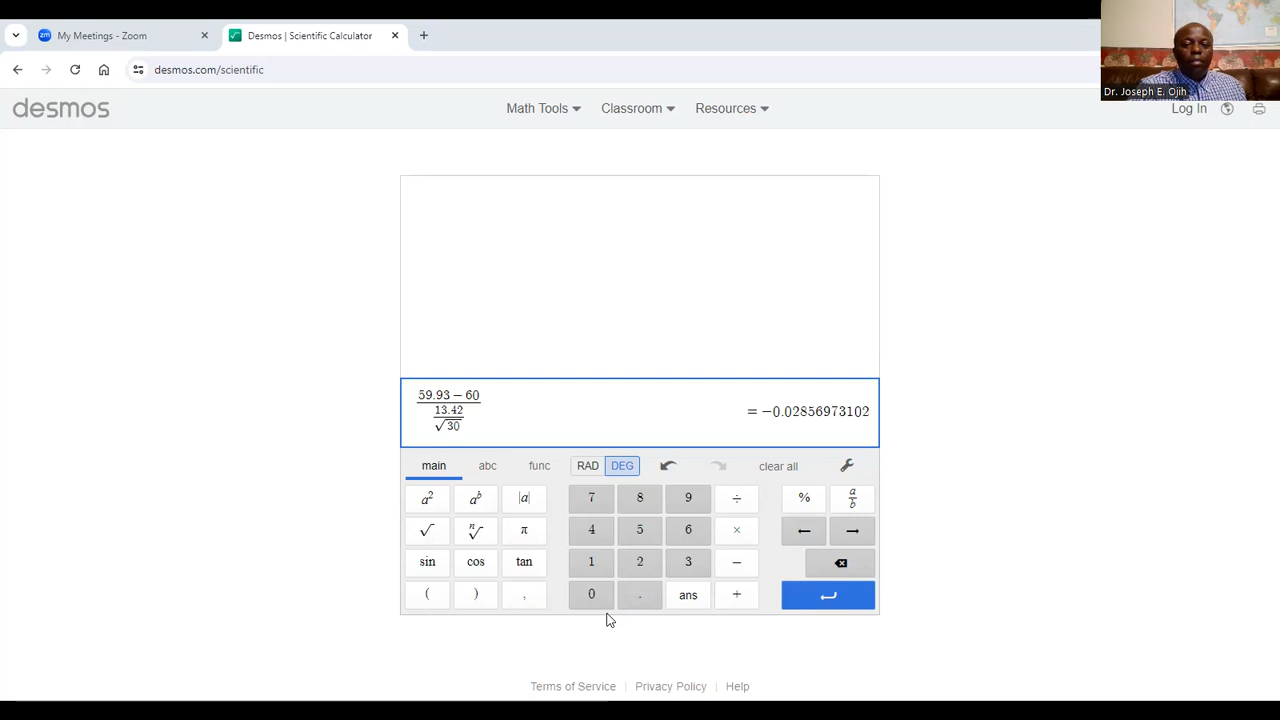 My Meetings - Zoom
Desmos | Scientific Calculator
desmos.com/scientific
Dr. Joseph E. Ojih
desmos
Math Tools
Classroom
Resources
Log In
59.93 − 60
13.42
√30
= −0.02856973102
main abc func RAD DEG clear all
a² aᵇ |a| 7 8 9 ÷ % a/b
√ ⁿ√ π 4 5 6 × ← →
sin cos tan 1 2 3 −
( ) , 0 . ans +
Terms of Service | Privacy Policy | Help